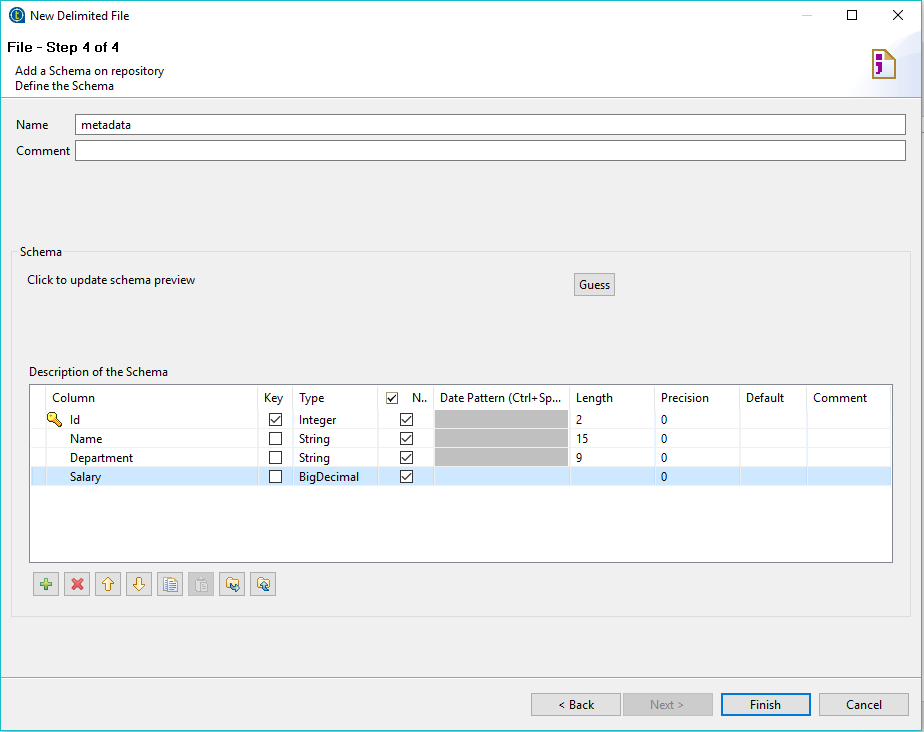 New Delimited File
File - Step 4 of 4
Add a Schema on repository
Define the Schema
Name metadata
Comment
Schema
Click to update schema preview Guess
Description of the Schema
Column Key Type N.. Date Pattern (Ctrl+Sp... Length Precision Default Comment
Id Integer 2 0
Name String 15 0
Department String 9 0
Salary BigDecimal 0
< Back Next > Finish Cancel